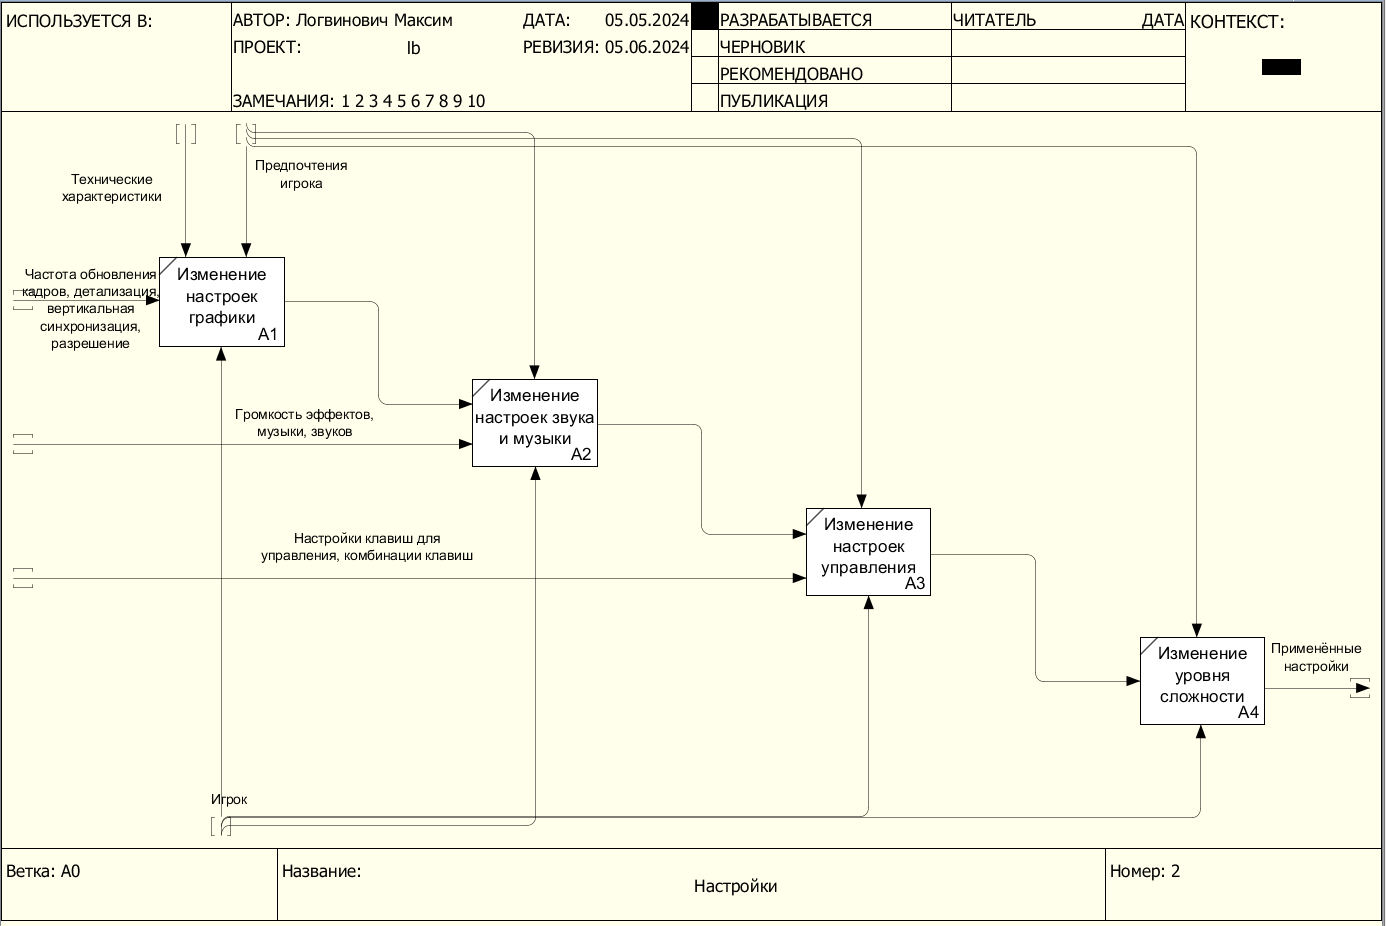 ИСПОЛЬЗУЕТСЯ В:
АВТОР: Логвинович Максим
ДАТА: 05.05.2024
ПРОЕКТ: Ib
РЕВИЗИЯ: 05.06.2024
ЗАМЕЧАНИЯ: 1 2 3 4 5 6 7 8 9 10
РАЗРАБАТЫВАЕТСЯ
ЧЕРНОВИК
РЕКОМЕНДОВАНО
ПУБЛИКАЦИЯ
ЧИТАТЕЛЬ
ДАТА
КОНТЕКСТ:
Технические
характеристики
Предпочтения
игрока
Частота обновления
кадров, детализация,
вертикальная
синхронизация,
разрешение
Изменение
настроек
графики
A1
Громкость эффектов,
музыки, звуков
Изменение
настроек звука
и музыки
A2
Настройки клавиш для
управления, комбинации клавиш
Изменение
настроек
управления
A3
Изменение
уровня
сложности
A4
Применённые
настройки
Игрок
Ветка: A0
Название:
Настройки
Номер: 2